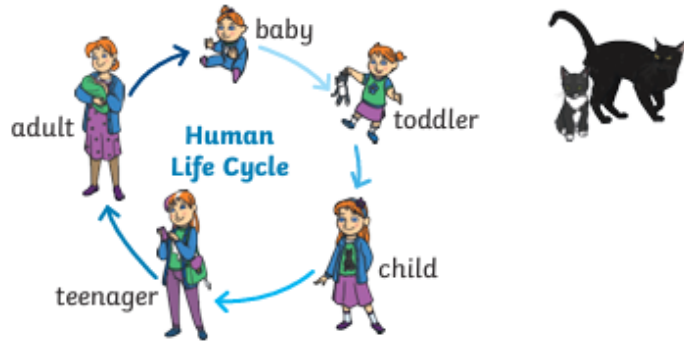 baby
toddler
adult
Human
Life Cycle
child
teenager